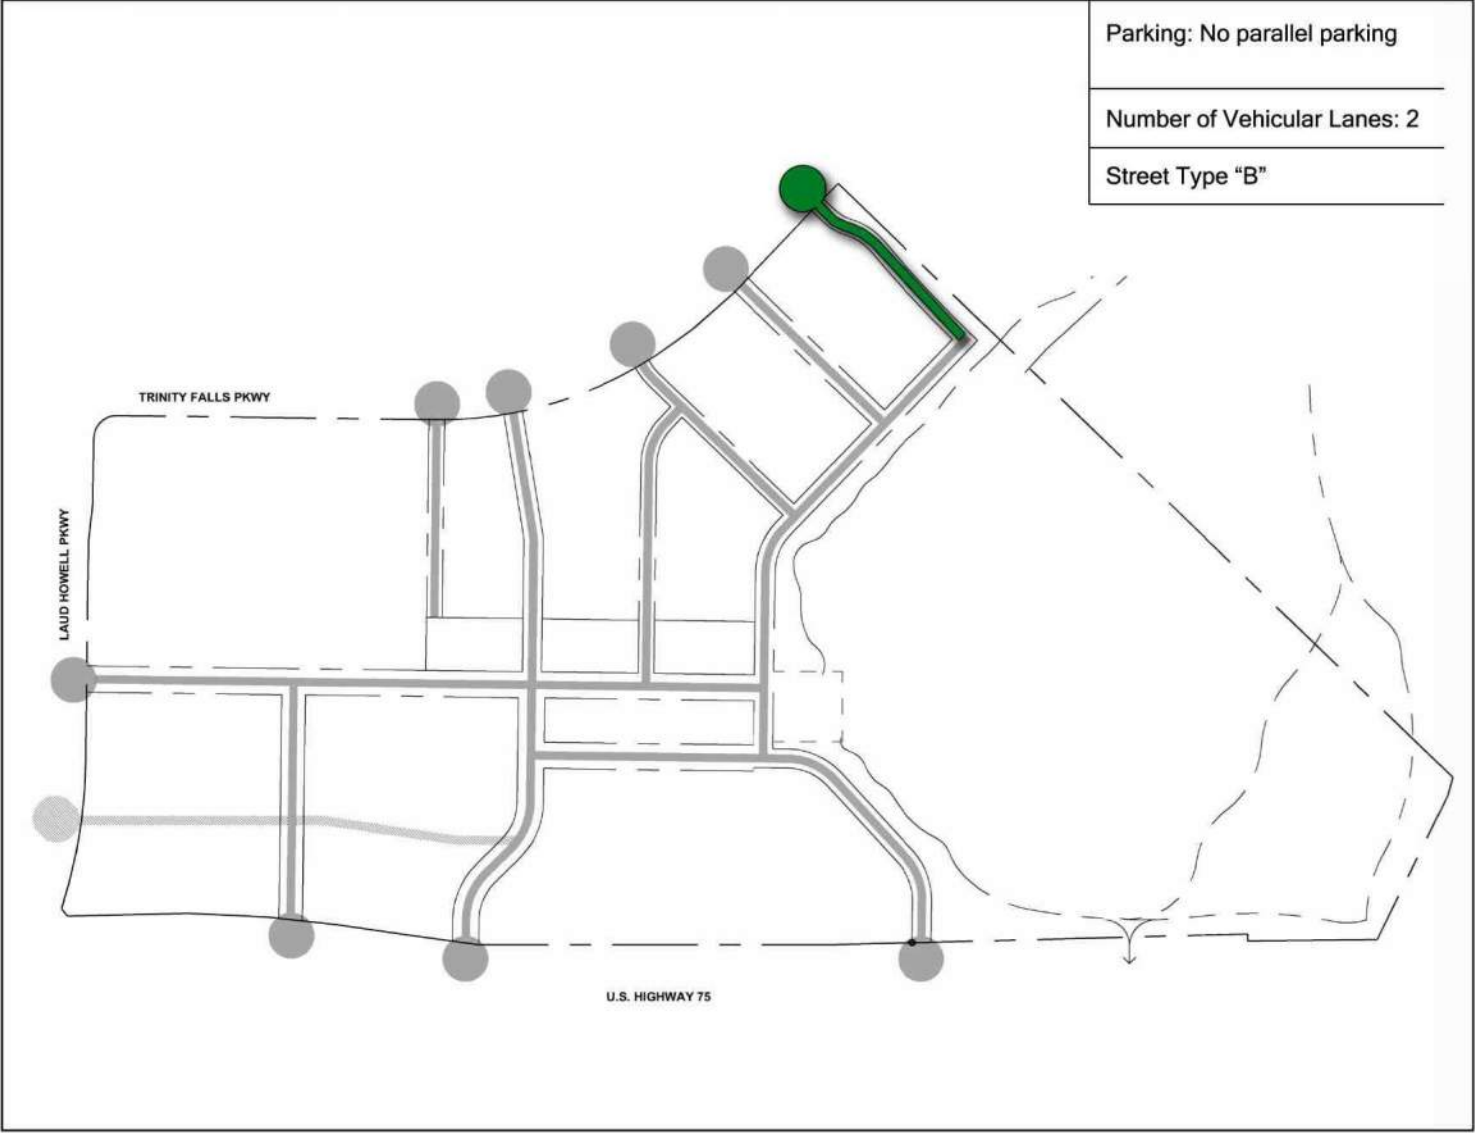 Parking: No parallel parking
Number of Vehicular Lanes: 2
Street Type “B”
TRINITY FALLS PKWY
LAUD HOWELL PKWY
U.S. HIGHWAY 75